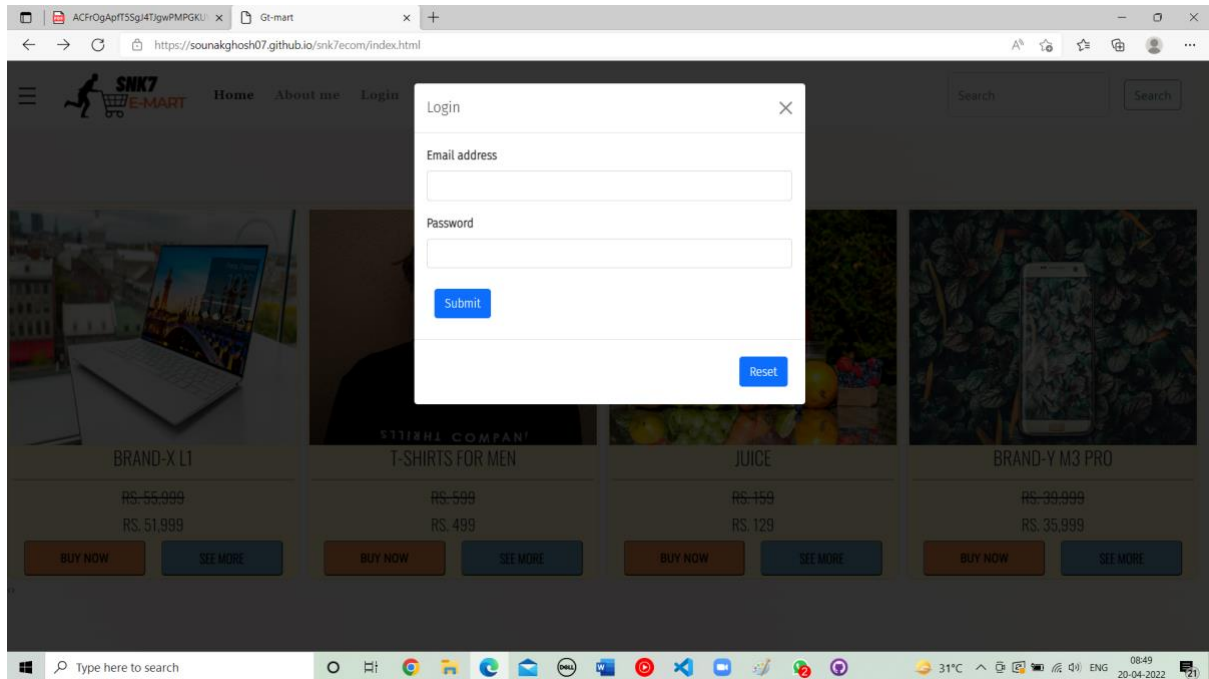 ACFrOgApfT5SgJ4TJgwPMPGKU
Gt-mart
https://sounakghosh07.github.io/snk7ecom/index.html
SNK7
E-MART
Home
About me
Login
Search
Search
Login
Email address
Password
Submit
Reset
THRILLS COMPANY
BRAND-X L1
RS. 55,999
RS. 51,999
BUY NOW
SEE MORE
T-SHIRTS FOR MEN
RS. 599
RS. 499
BUY NOW
SEE MORE
JUICE
RS. 159
RS. 129
BUY NOW
SEE MORE
BRAND-Y M3 PRO
RS. 39,999
RS. 35,999
BUY NOW
SEE MORE
Type here to search
DELL
31°C
ENG
08:49
20-04-2022
21